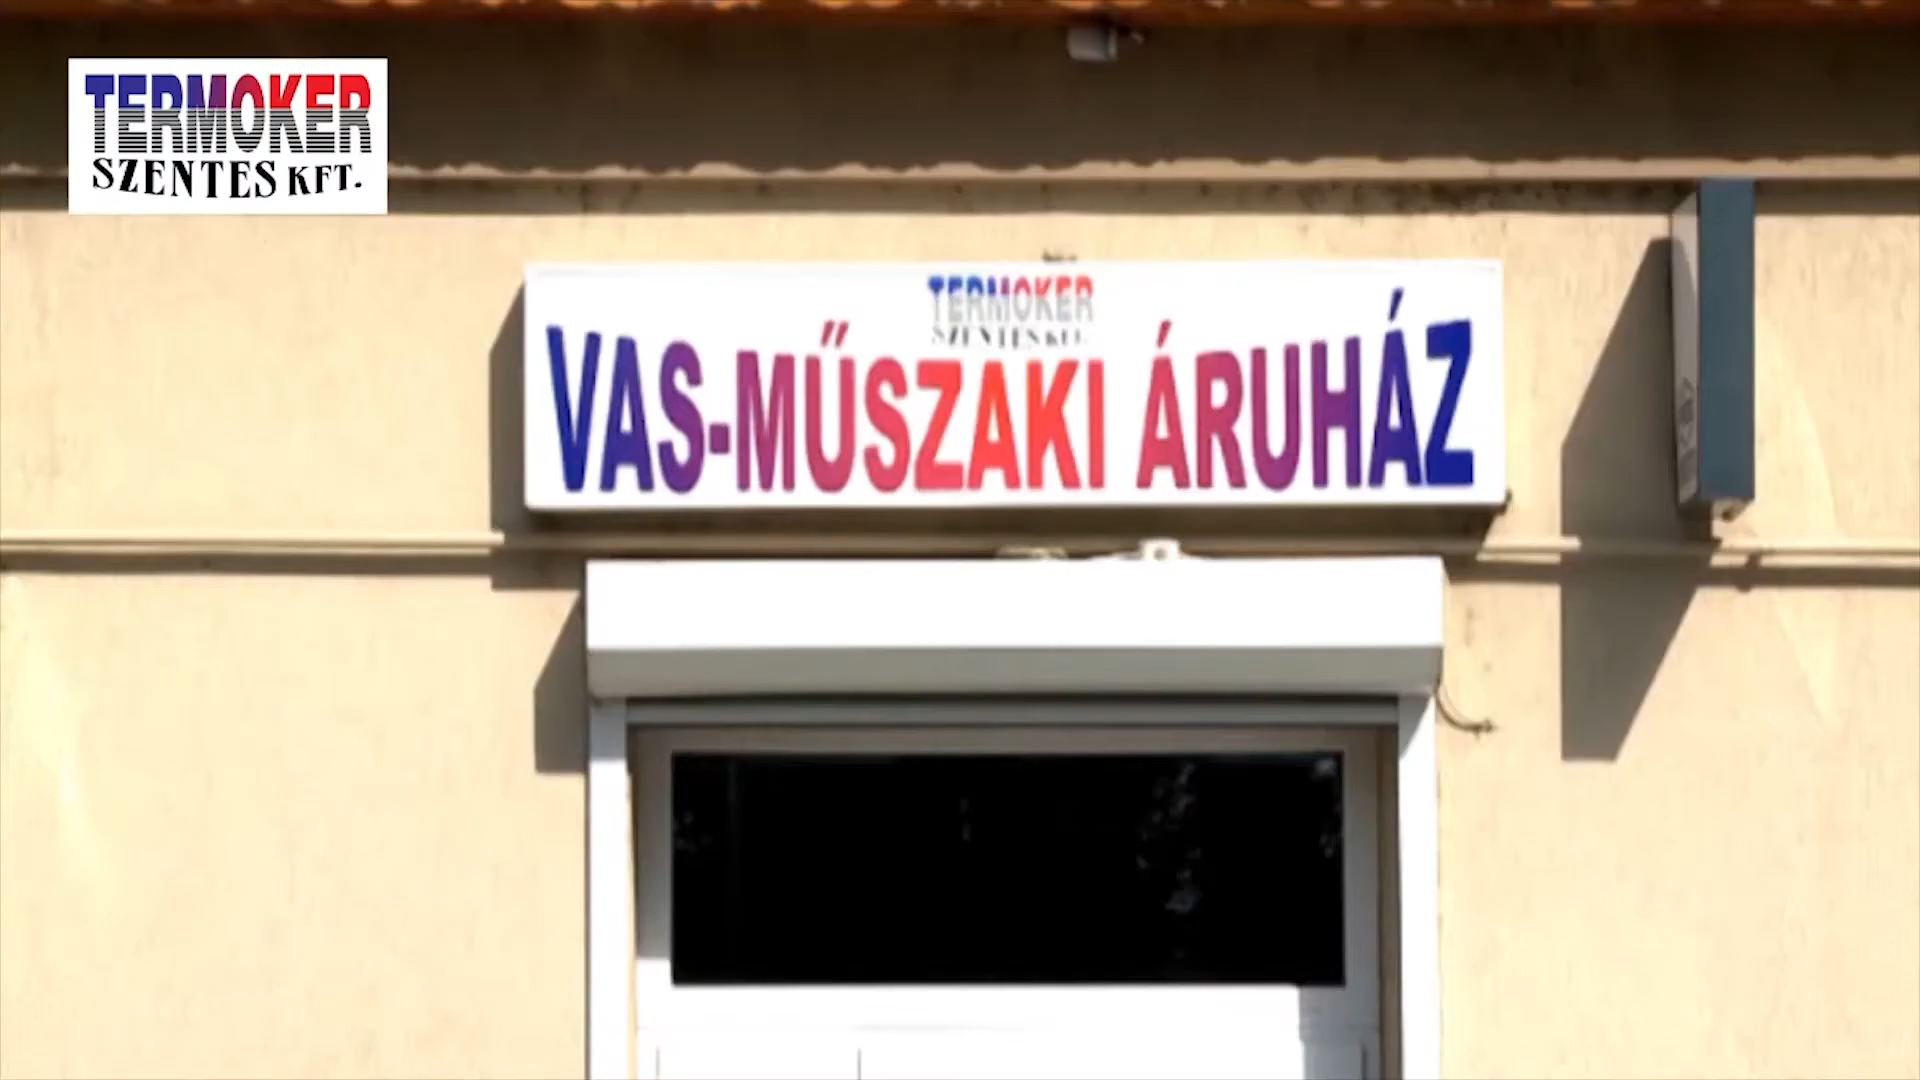 TERMOKER
SZENTES KFT.
TERMOKER
SZENTES KFT.
VAS-MŰSZAKI ÁRUHÁZ